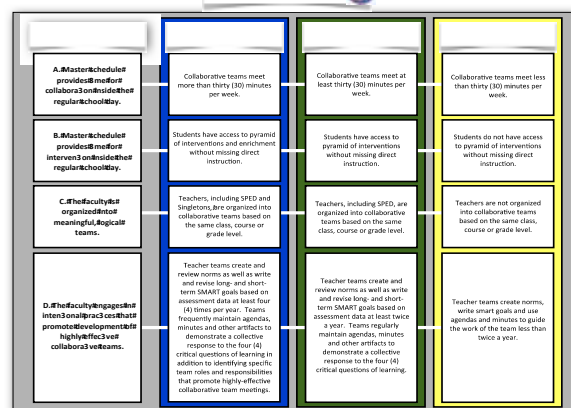 A.#Master#schedule#
provides#8me#for#
collabora3on#inside#the#
regular#school#day.
Collaborative teams meet
more than thirty (30) minutes
per week.
Collaborative teams meet at
least thirty (30) minutes per
week.
Collaborative teams meet less
than thirty (30) minutes per
week.
B.#Master#schedule#
provides#8me#for#
interven3on#inside#the#
regular#school#day.
Students have access to pyramid
of interventions and enrichment
without missing direct
instruction.
Students have access to
pyramid of interventions
without missing direct
instruction.
Students do not have access
to pyramid of interventions
without missing direct
instruction.
C.#The#faculty#is#
organized#into#
meaningful,#logical#
teams.
Teachers, including SPED and
Singletons, are organized into
collaborative teams based on
the same class, course or
grade level.
Teachers, including SPED, are
organized into collaborative
teams based on the same
class, course or grade level.
Teachers are not organized
into collaborative teams
based on the same class,
course or grade level.
D.#The#faculty#engages#in#
inten3onal#prac3ces#that#
promote#development#of#
highly#effec3ve#
collabora3ve#teams.
Teacher teams create and
review norms as well as write
and revise long- and short-
term SMART goals based on
assessment data at least four
(4) times per year. Teams
frequently maintain agendas,
minutes and other artifacts to
demonstrate a collective
response to the four (4)
critical questions of learning in
addition to identifying specific
team roles and responsibilities
that promote highly-effective
collaborative team meetings.
Teacher teams create and
review norms as well as write
and revise long- and short-
term SMART goals based on
assessment data at least twice
a year. Teams regularly
maintain agendas, minutes
and other artifacts to
demonstrate a collective
response to the four (4)
critical questions of learning.
Teacher teams create norms,
write smart goals and use
agendas and minutes to guide
the work of the team less than
twice a year.